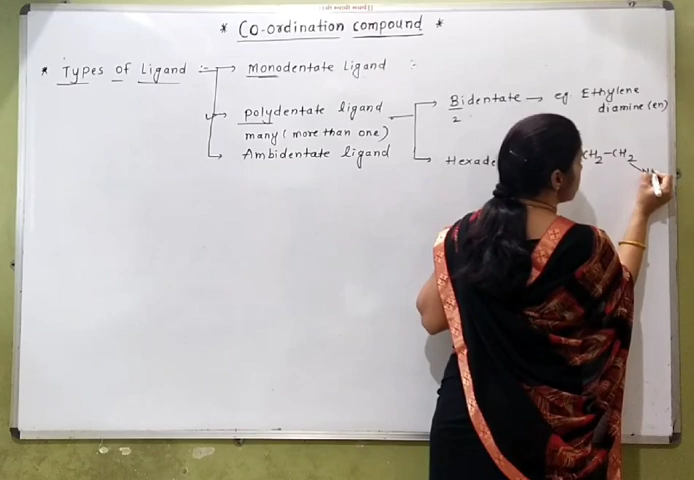 * Co-ordination compound *
* Types of Ligand :- → Monodentate Ligand :-
→ polydentate ligand
many (more than one)
→ Ambidentate ligand
→ Bidentate → eg Ethylene
2
diamine (en)
→ Hexade
CH₂-CH₂